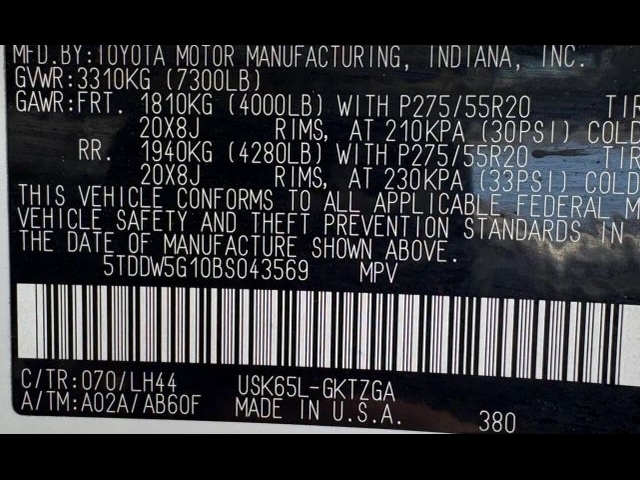 MFD.BY:TOYOTA MOTOR MANUFACTURING, INDIANA, INC.
GVWR:3310KG (7300LB)
GAWR:FRT. 1810KG (4000LB) WITH P275/55R20 TIR
20X8J RIMS, AT 210KPA (30PSI) COLD
RR. 1940KG (4280LB) WITH P275/55R20 TIR
20X8J RIMS, AT 230KPA (33PSI) COLD
THIS VEHICLE CONFORMS TO ALL APPLICABLE FEDERAL M
VEHICLE SAFETY AND THEFT PREVENTION STANDARDS IN
THE DATE OF MANUFACTURE SHOWN ABOVE.
5TDDW5G10BS043569 MPV
C/TR:070/LH44 USK65L-GKTZGA
A/TM:A02A/AB60F MADE IN U.S.A. 380